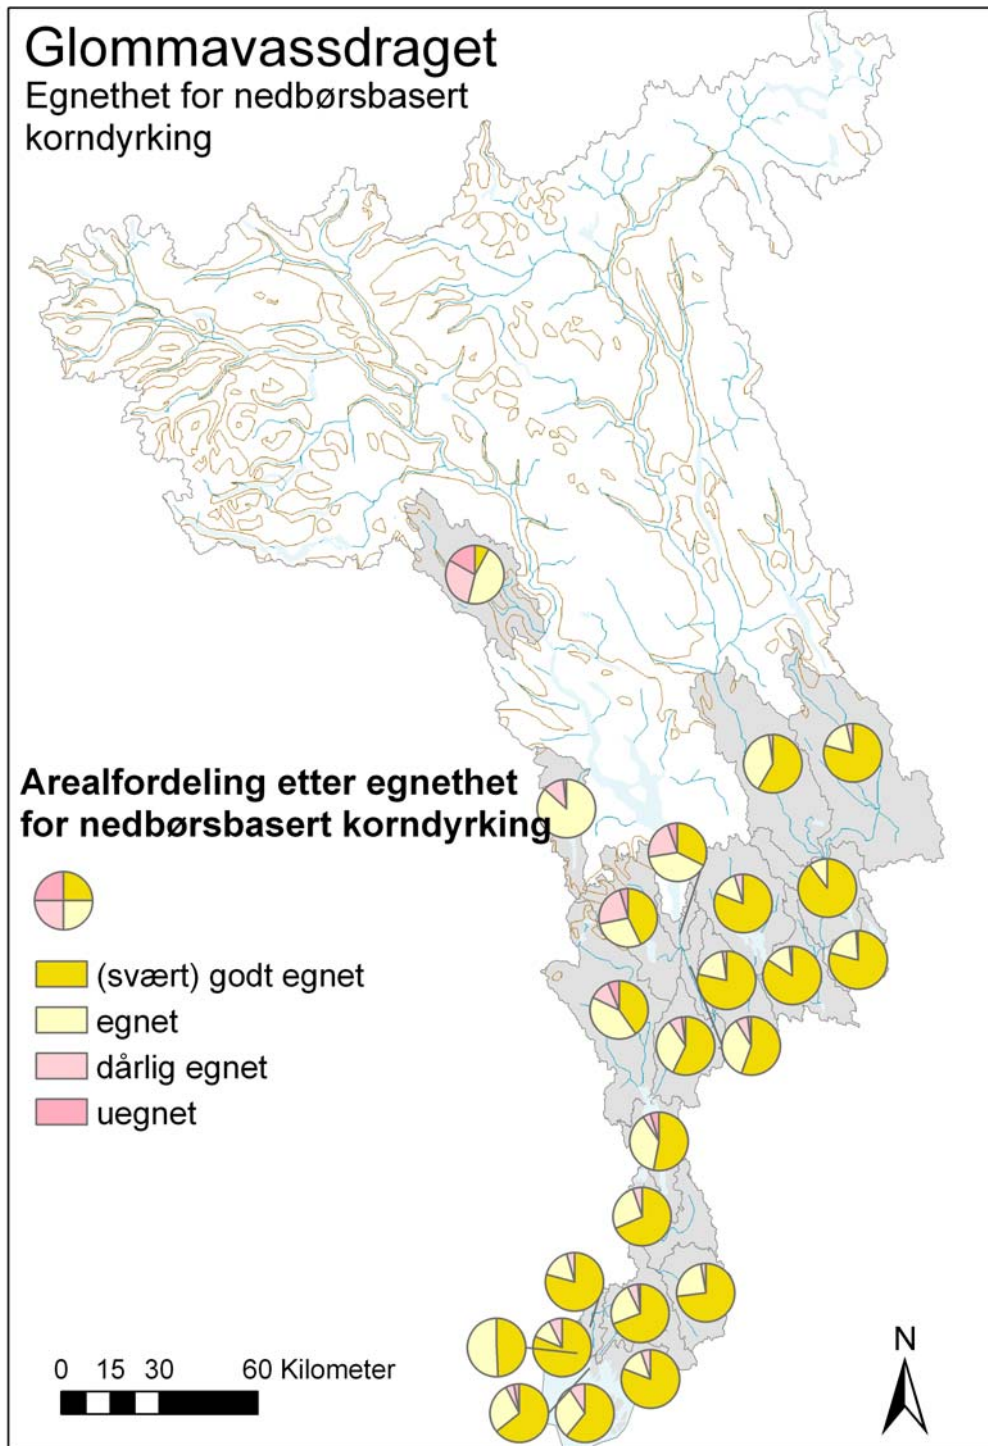 Glommavassdraget
Egnethet for nedbørsbasert
korndyrking
Arealfordeling etter egnethet
for nedbørsbasert korndyrking
(svært) godt egnet
egnet
dårlig egnet
uegnet
0 15 30 60 Kilometer
N